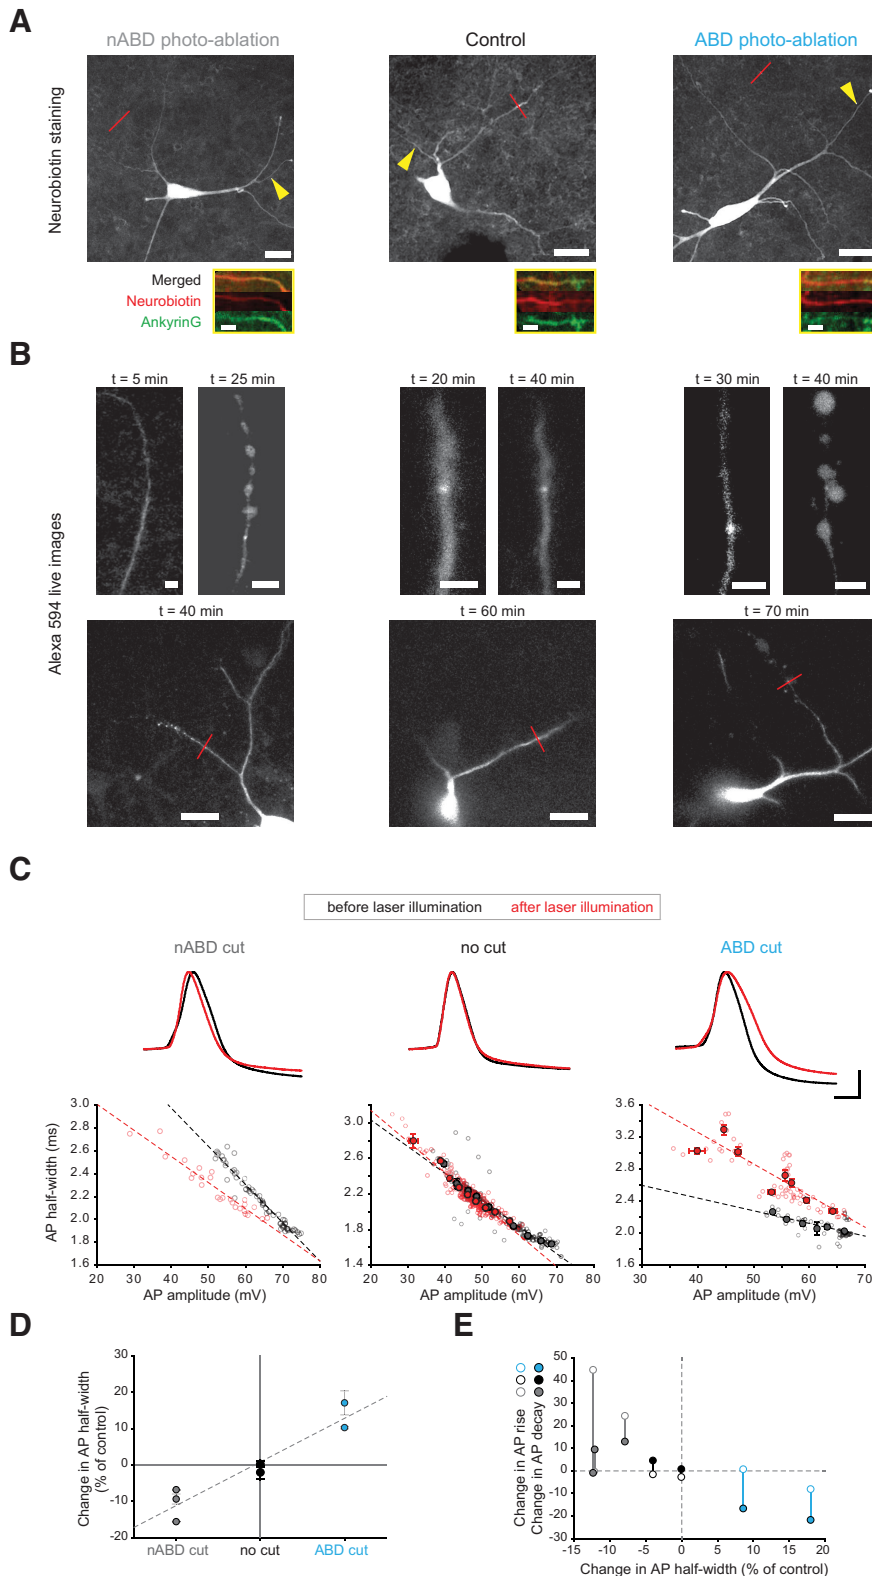 A
nABD photo-ablation
Control
ABD photo-ablation
Neurobiotin staining
Merged
Neurobiotin
AnkyrinG
B
t = 5 min
t = 25 min
t = 20 min
t = 40 min
t = 30 min
t = 40 min
Alexa 594 live images
t = 40 min
t = 60 min
t = 70 min
C
before laser illumination
after laser illumination
nABD cut
no cut
ABD cut
AP half-width (ms)
3.0
2.8
2.6
2.4
2.2
2.0
1.8
1.6
20 30 40 50 60 70 80
AP amplitude (mV)
3.0
2.6
2.2
1.8
1.4
20 30 40 50 60 70 80
AP amplitude (mV)
3.6
3.2
2.8
2.4
2.0
1.6
30 40 50 60 70
AP amplitude (mV)
D
Change in AP half-width
(% of control)
30
20
10
0
-10
-20
nABD cut
no cut
ABD cut
E
Change in AP rise
Change in AP decay
50
40
30
20
10
0
-10
-20
-30
-15 -10 -5 0 5 10 15 20
Change in AP half-width (% of control)